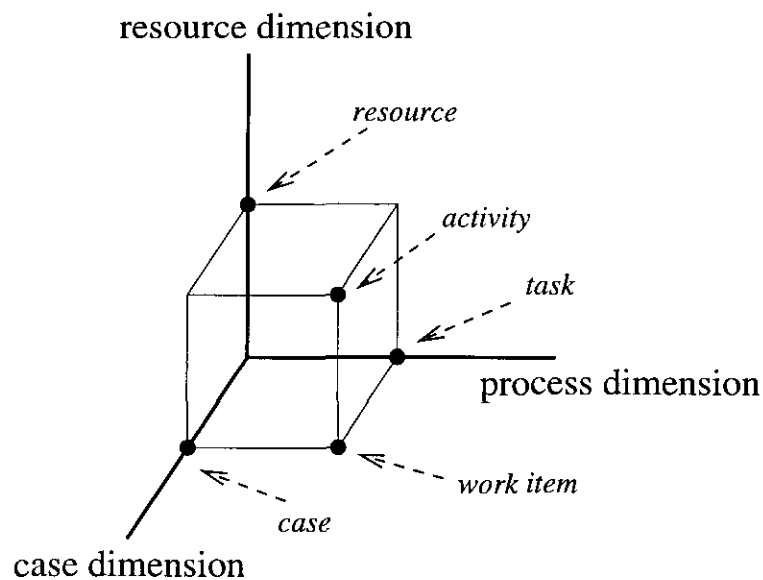 resource dimension
resource
activity
task
process dimension
work item
case
case dimension